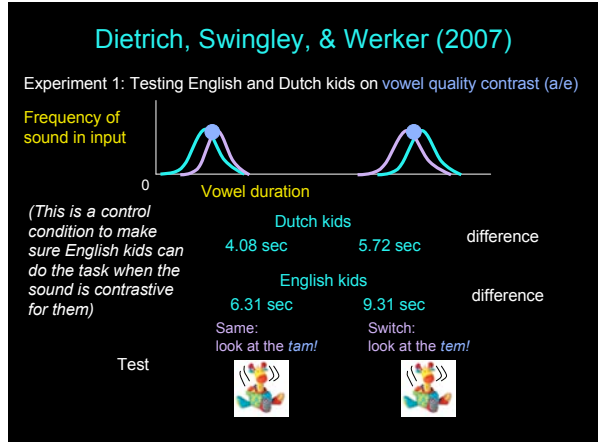 Dietrich, Swingley, & Werker (2007)
Experiment 1: Testing English and Dutch kids on vowel quality contrast (a/e)
Frequency of
sound in input
0
Vowel duration
(This is a control
condition to make
sure English kids can
do the task when the
sound is contrastive
for them)
Dutch kids
4.08 sec 5.72 sec difference
English kids
6.31 sec 9.31 sec difference
Same:
look at the tam!
Switch:
look at the tem!
Test